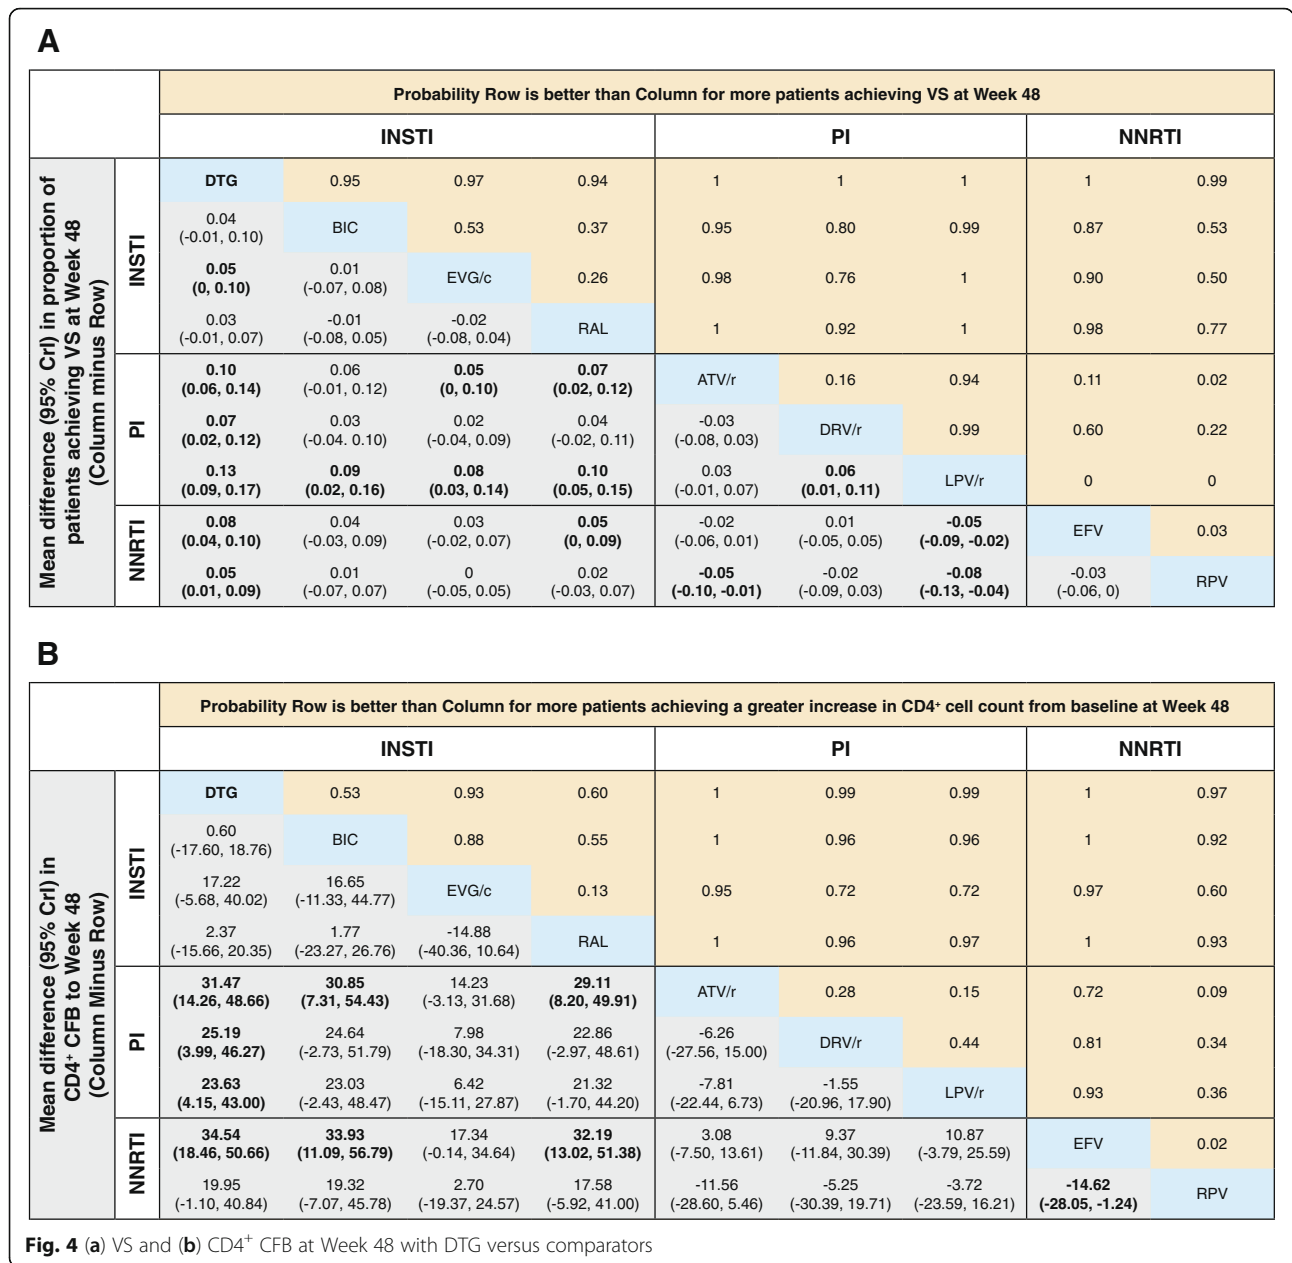 A
Probability Row is better than Column for more patients achieving VS at Week 48
INSTI PI NNRTI
Mean difference (95% CrI) in proportion of
patients achieving VS at Week 48
(Column minus Row)
INSTI
DTG 0.95 0.97 0.94 1 1 1 1 0.99
0.04 BIC 0.53 0.37 0.95 0.80 0.99 0.87 0.53
(-0.01, 0.10)
0.05 0.01 EVG/c 0.26 0.98 0.76 1 0.90 0.50
(0, 0.10) (-0.07, 0.08)
0.03 -0.01 -0.02 RAL 1 0.92 1 0.98 0.77
(-0.01, 0.07) (-0.08, 0.05) (-0.08, 0.04)
PI
0.10 0.06 0.05 0.07 ATV/r 0.16 0.94 0.11 0.02
(0.06, 0.14) (-0.01, 0.12) (0, 0.10) (0.02, 0.12)
0.07 0.03 0.02 0.04 -0.03 DRV/r 0.99 0.60 0.22
(0.02, 0.12) (-0.04. 0.10) (-0.04, 0.09) (-0.02, 0.11) (-0.08, 0.03)
0.13 0.09 0.08 0.10 0.03 0.06 LPV/r 0 0
(0.09, 0.17) (0.02, 0.16) (0.03, 0.14) (0.05, 0.15) (-0.01, 0.07) (0.01, 0.11)
NNRTI
0.08 0.04 0.03 0.05 -0.02 0.01 -0.05 EFV 0.03
(0.04, 0.10) (-0.03, 0.09) (-0.02, 0.07) (0, 0.09) (-0.06, 0.01) (-0.05, 0.05) (-0.09, -0.02)
0.05 0.01 0 0.02 -0.05 -0.02 -0.08 -0.03 RPV
(0.01, 0.09) (-0.07, 0.07) (-0.05, 0.05) (-0.03, 0.07) (-0.10, -0.01) (-0.09, 0.03) (-0.13, -0.04) (-0.06, 0)
B
Probability Row is better than Column for more patients achieving a greater increase in CD4+ cell count from baseline at Week 48
INSTI PI NNRTI
Mean difference (95% CrI) in
CD4+ CFB to Week 48
(Column Minus Row)
INSTI
DTG 0.53 0.93 0.60 1 0.99 0.99 1 0.97
0.60 BIC 0.88 0.55 1 0.96 0.96 1 0.92
(-17.60, 18.76)
17.22 16.65 EVG/c 0.13 0.95 0.72 0.72 0.97 0.60
(-5.68, 40.02) (-11.33, 44.77)
2.37 1.77 -14.88 RAL 1 0.96 0.97 1 0.93
(-15.66, 20.35) (-23.27, 26.76) (-40.36, 10.64)
PI
31.47 30.85 14.23 29.11 ATV/r 0.28 0.15 0.72 0.09
(14.26, 48.66) (7.31, 54.43) (-3.13, 31.68) (8.20, 49.91)
25.19 24.64 7.98 22.86 -6.26 DRV/r 0.44 0.81 0.34
(3.99, 46.27) (-2.73, 51.79) (-18.30, 34.31) (-2.97, 48.61) (-27.56, 15.00)
23.63 23.03 6.42 21.32 -7.81 -1.55 LPV/r 0.93 0.36
(4.15, 43.00) (-2.43, 48.47) (-15.11, 27.87) (-1.70, 44.20) (-22.44, 6.73) (-20.96, 17.90)
NNRTI
34.54 33.93 17.34 32.19 3.08 9.37 10.87 EFV 0.02
(18.46, 50.66) (11.09, 56.79) (-0.14, 34.64) (13.02, 51.38) (-7.50, 13.61) (-11.84, 30.39) (-3.79, 25.59)
19.95 19.32 2.70 17.58 -11.56 -5.25 -3.72 -14.62 RPV
(-1.10, 40.84) (-7.07, 45.78) (-19.37, 24.57) (-5.92, 41.00) (-28.60, 5.46) (-30.39, 19.71) (-23.59, 16.21) (-28.05, -1.24)
Fig. 4 (a) VS and (b) CD4+ CFB at Week 48 with DTG versus comparators